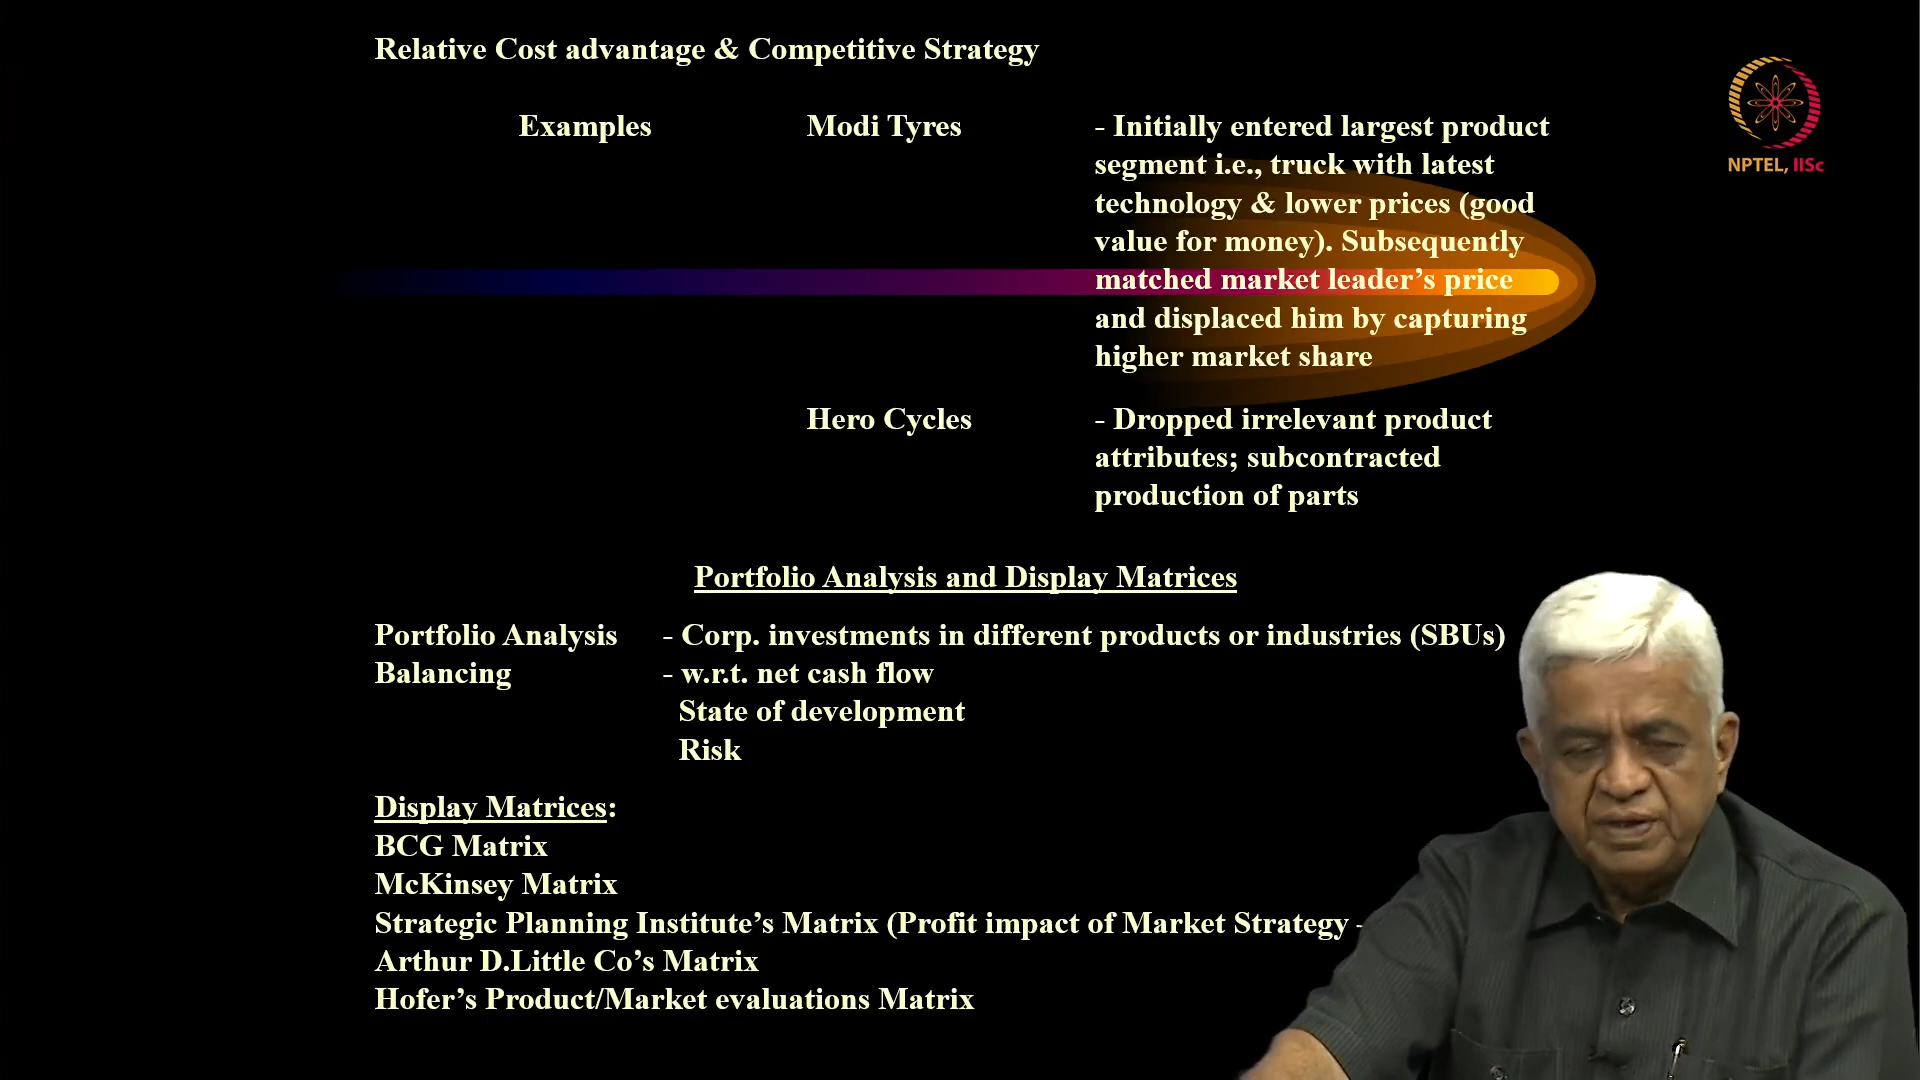 Relative Cost advantage & Competitive Strategy
Examples Modi Tyres - Initially entered largest product
segment i.e., truck with latest
technology & lower prices (good
value for money). Subsequently
matched market leader’s price
and displaced him by capturing
higher market share
NPTEL, IISc
Hero Cycles - Dropped irrelevant product
attributes; subcontracted
production of parts
Portfolio Analysis and Display Matrices
Portfolio Analysis - Corp. investments in different products or industries (SBUs)
Balancing - w.r.t. net cash flow
State of development
Risk
Display Matrices:
BCG Matrix
McKinsey Matrix
Strategic Planning Institute’s Matrix (Profit impact of Market Strategy -
Arthur D.Little Co’s Matrix
Hofer’s Product/Market evaluations Matrix